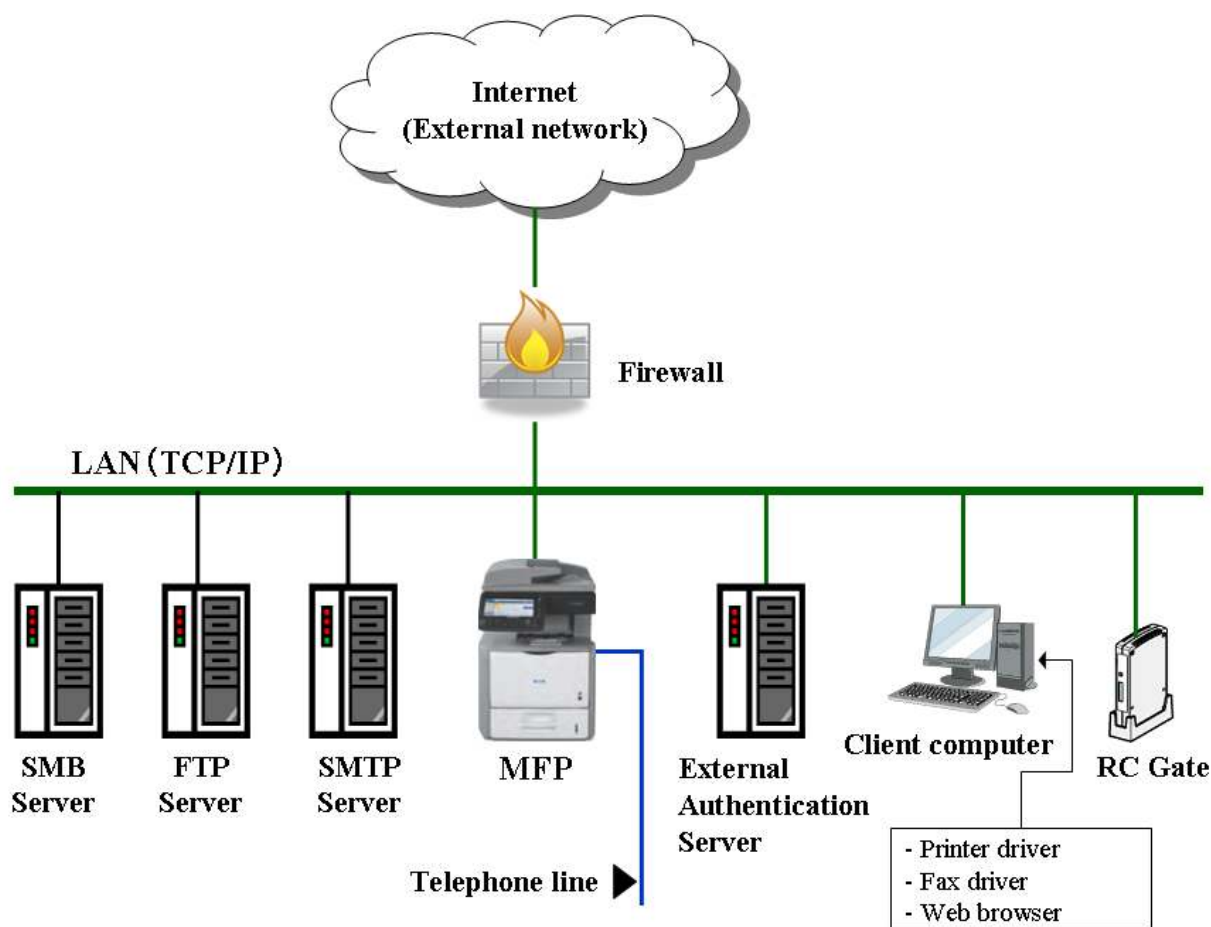 Internet
(External network)
Firewall
LAN(TCP/IP)
SMB
Server
FTP
Server
SMTP
Server
MFP
External
Authentication
Server
Client computer
RC Gate
Telephone line
- Printer driver
- Fax driver
- Web browser